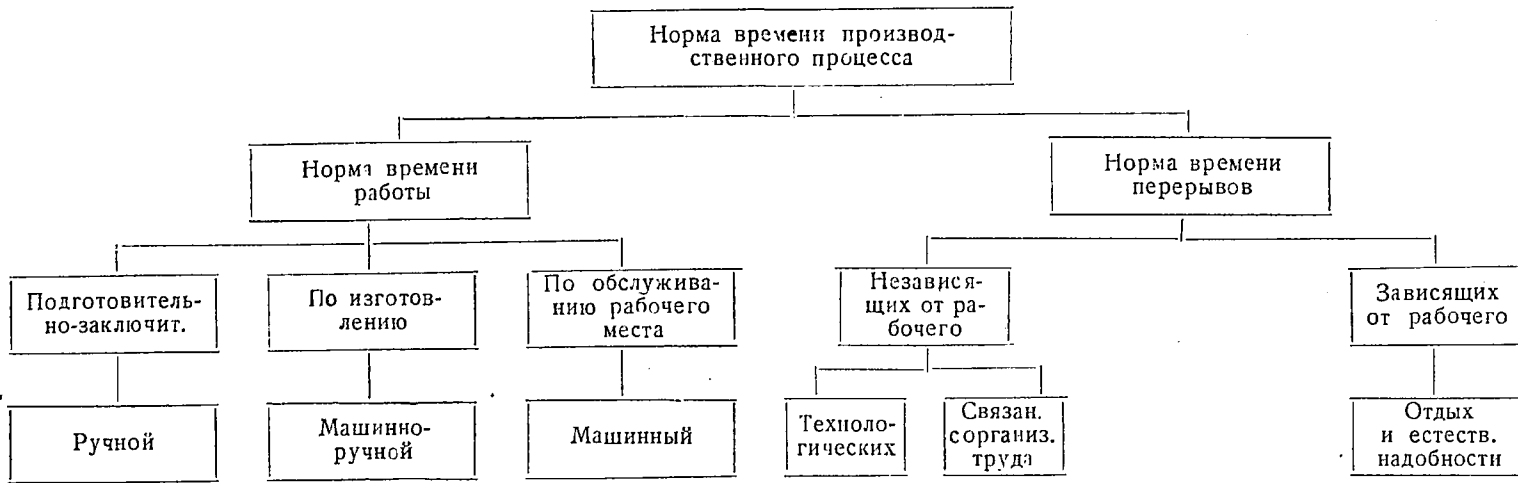 Норма времени производ-
ственного процесса
Норма времени
работы
Норма времени
перерывов
Подготовитель-
но-заключит.
По изготов-
лению
По обслужива-
нию рабочего
места
Независя-
щих от ра-
бочего
Зависящих
от рабочего
Ручной
Машинно-
ручной
Машинный
Техноло-
гических
Связан.
с организ.
труда
Отдых
и естеств.
надобности